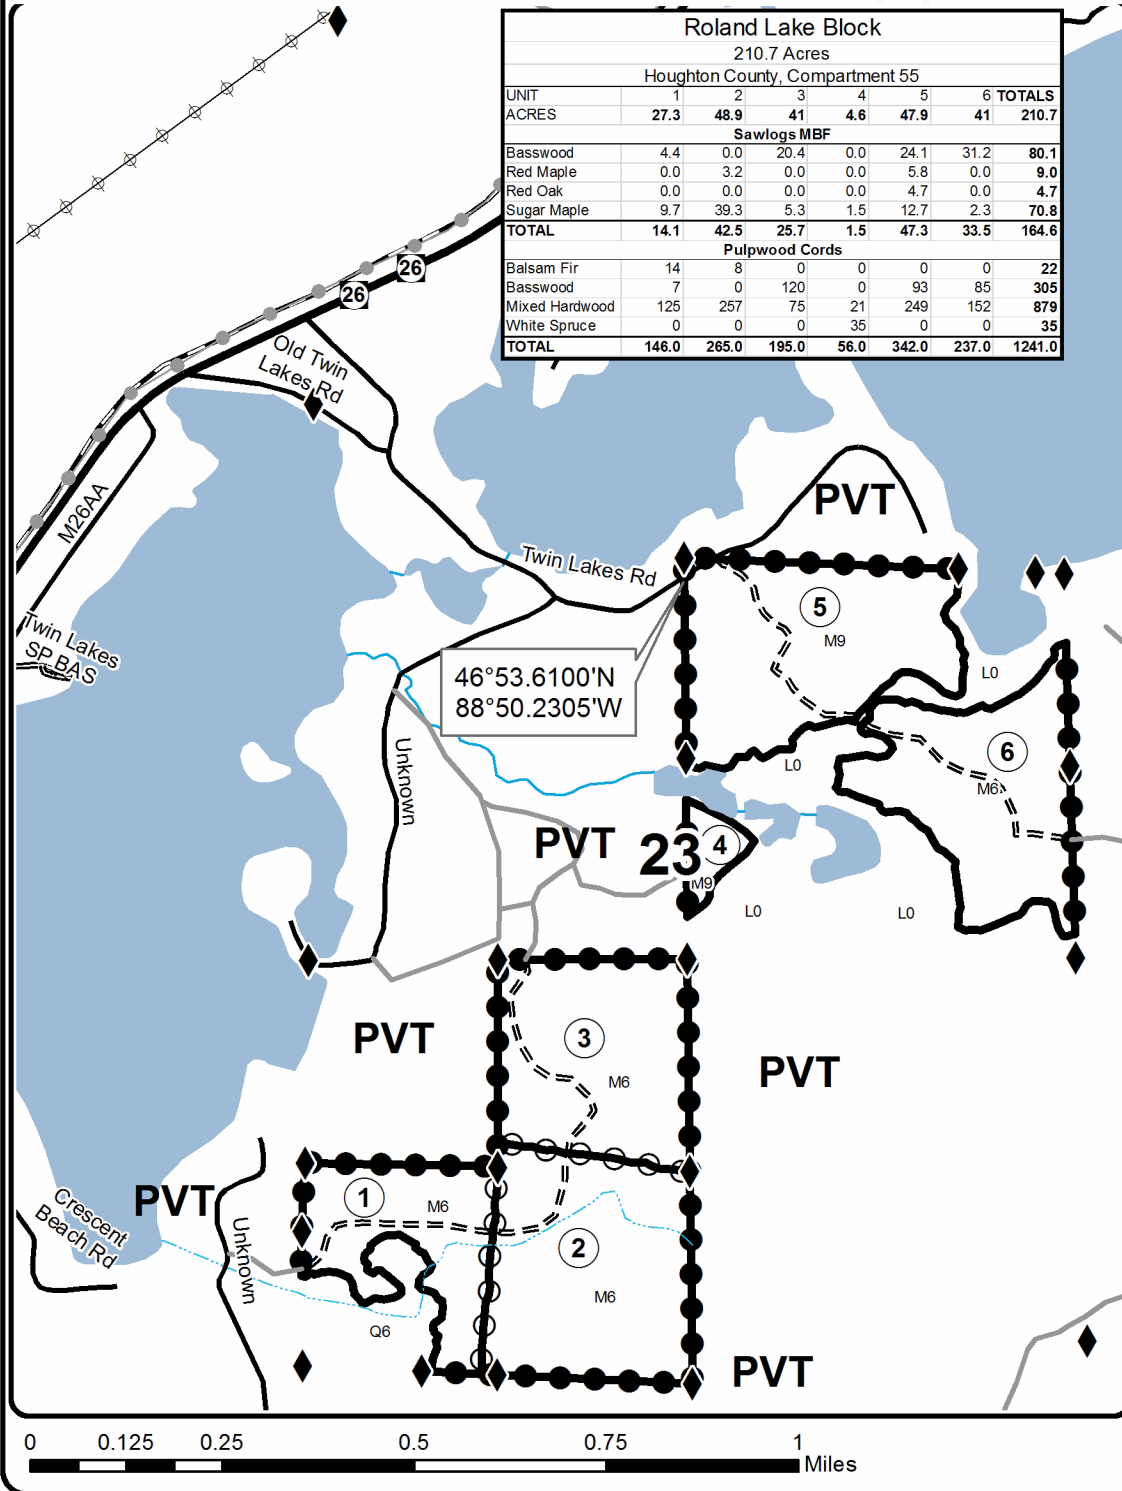 Roland Lake Block
210.7 Acres
Houghton County, Compartment 55
UNIT 1 2 3 4 5 6 TOTALS
ACRES 27.3 48.9 41 4.6 47.9 41 210.7
Sawlogs MBF
Basswood 4.4 0.0 20.4 0.0 24.1 31.2 80.1
Red Maple 0.0 3.2 0.0 0.0 5.8 0.0 9.0
Red Oak 0.0 0.0 0.0 0.0 4.7 0.0 4.7
Sugar Maple 9.7 39.3 5.3 1.5 12.7 2.3 70.8
TOTAL 14.1 42.5 25.7 1.5 47.3 33.5 164.6
Pulpwood Cords
Balsam Fir 14 8 0 0 0 0 22
Basswood 7 0 120 0 93 85 305
Mixed Hardwood 125 257 75 21 249 152 879
White Spruce 0 0 0 35 0 0 35
TOTAL 146.0 265.0 195.0 56.0 342.0 237.0 1241.0
26
26
Old Twin
Lakes Rd
M26AA
PVT
Twin Lakes Rd
5
M9
Twin Lakes
SP BAS
46°53.6100'N
88°50.2305'W
L0
Unknown
6
L0
M6
PVT
23
4
M9
L0
L0
PVT
3
PVT
M6
PVT
1
M6
Crescent
Beach Rd
Unknown
2
M6
Q6
PVT
0 0.125 0.25 0.5 0.75 1
Miles